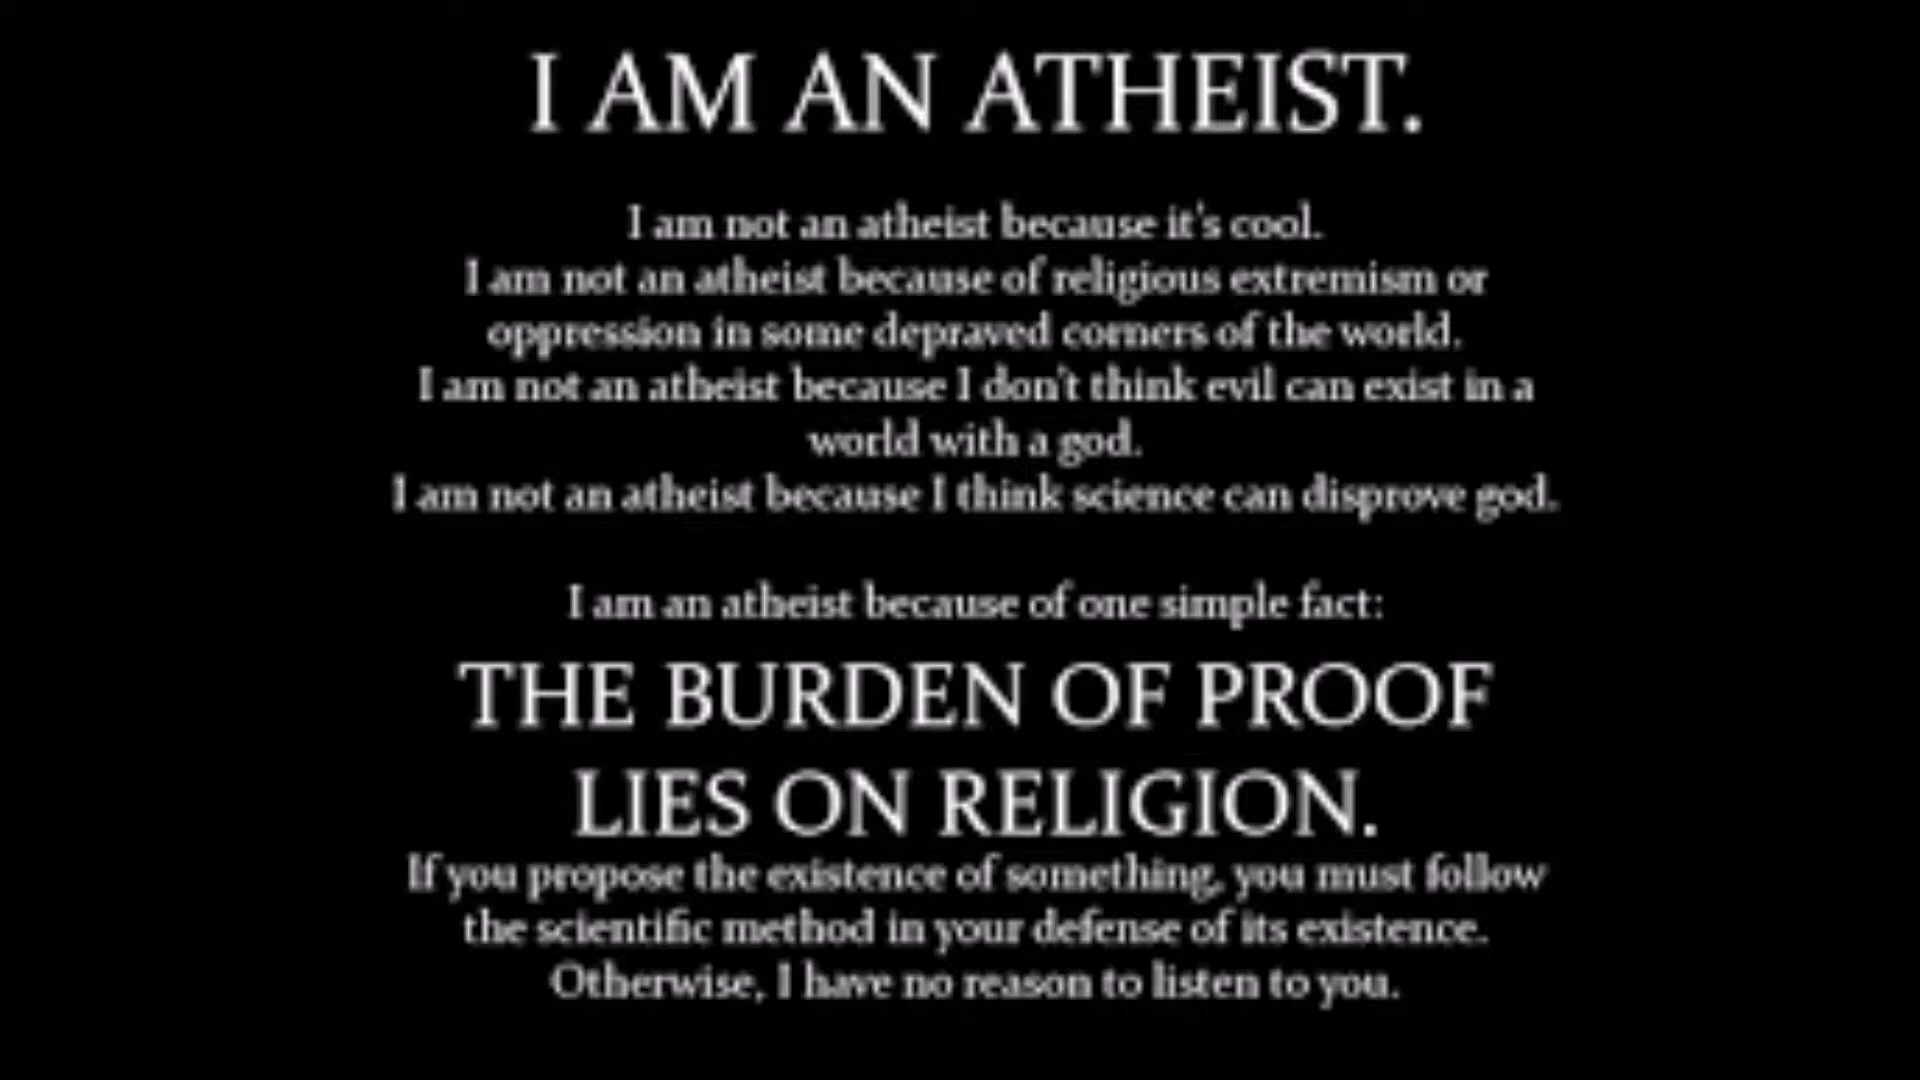 I AM AN ATHEIST.
I am not an atheist because it's cool.
I am not an atheist because of religious extremism or
oppression in some depraved corners of the world.
I am not an atheist because I don't think evil can exist in a
world with a god.
I am not an atheist because I think science can disprove god.
I am an atheist because of one simple fact:
THE BURDEN OF PROOF
LIES ON RELIGION.
If you propose the existence of something, you must follow
the scientific method in your defense of its existence.
Otherwise, I have no reason to listen to you.